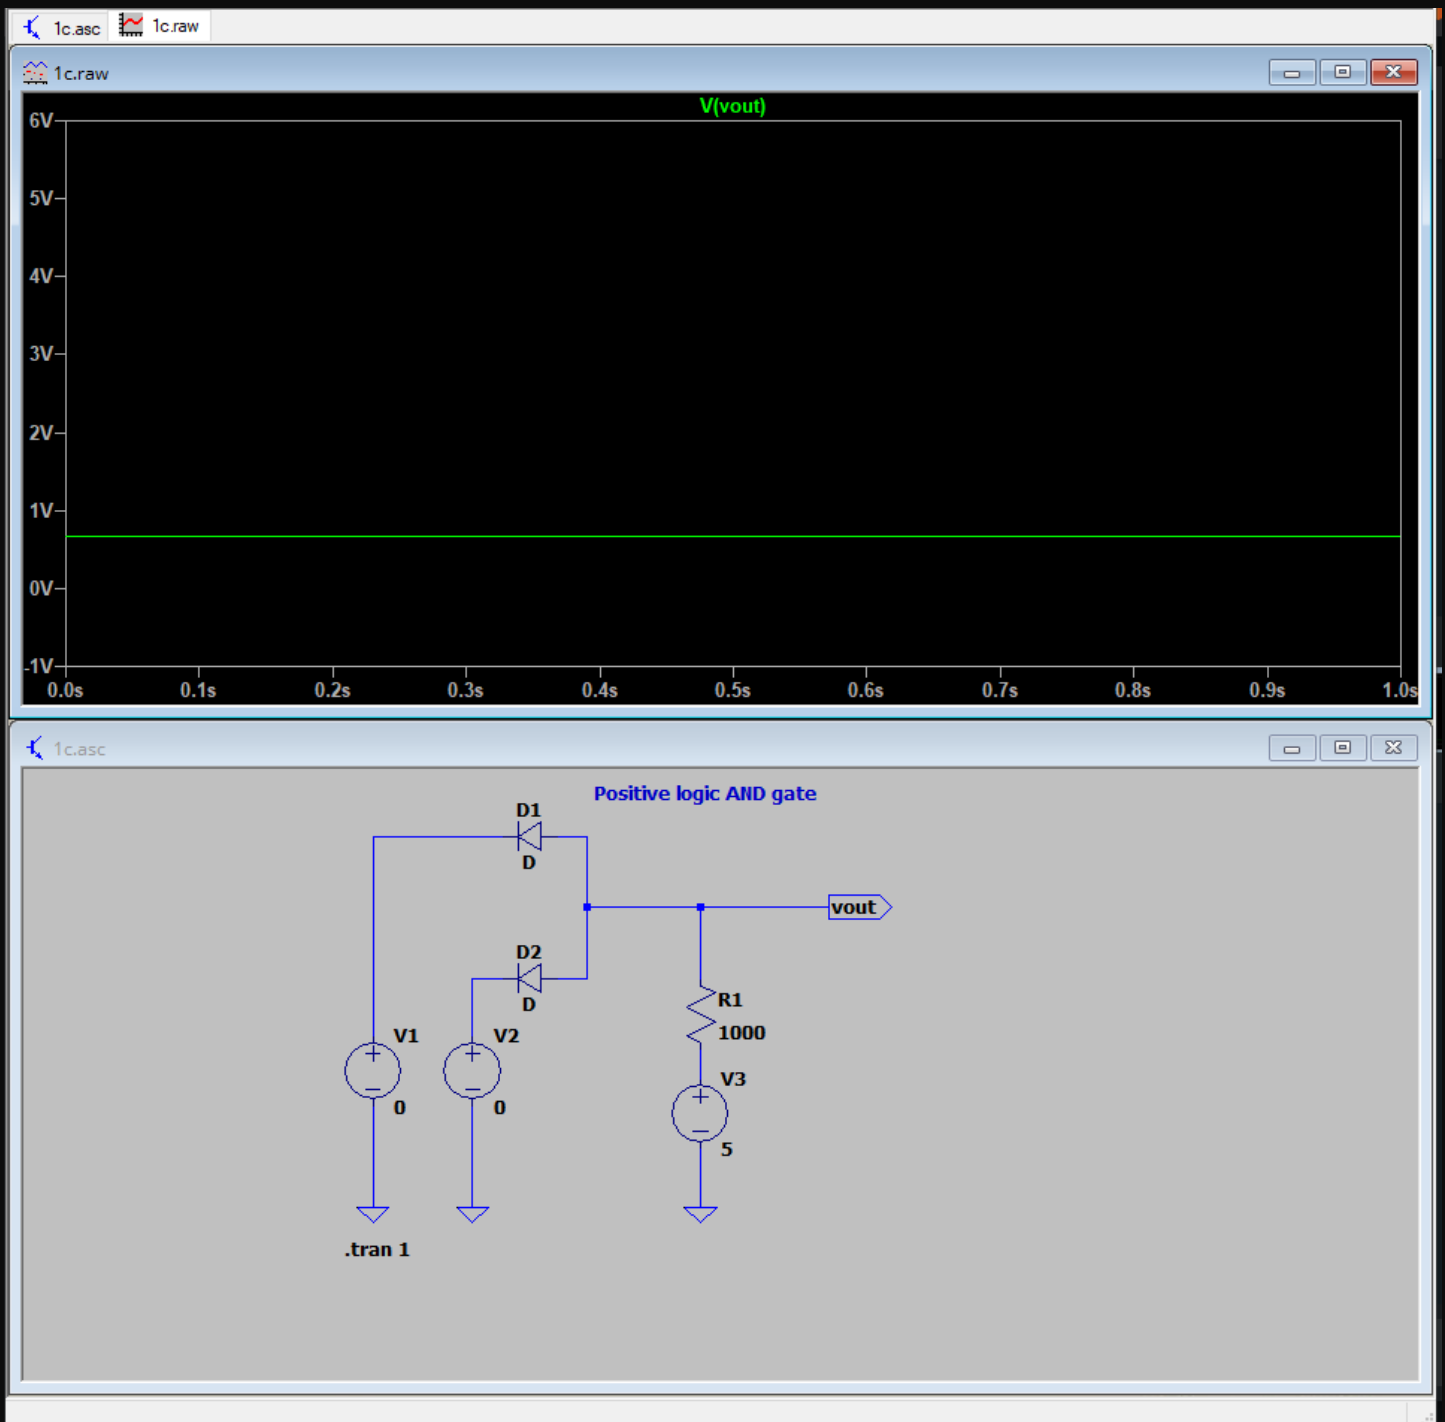 1c.asc 1c.raw
1c.raw
V(vout)
6V
5V
4V
3V
2V
1V
0V
-1V
0.0s 0.1s 0.2s 0.3s 0.4s 0.5s 0.6s 0.7s 0.8s 0.9s 1.0s
1c.asc
Positive logic AND gate
D1
D
vout
D2
D
R1
1000
V1 V2
V3
0 0
5
.tran 1